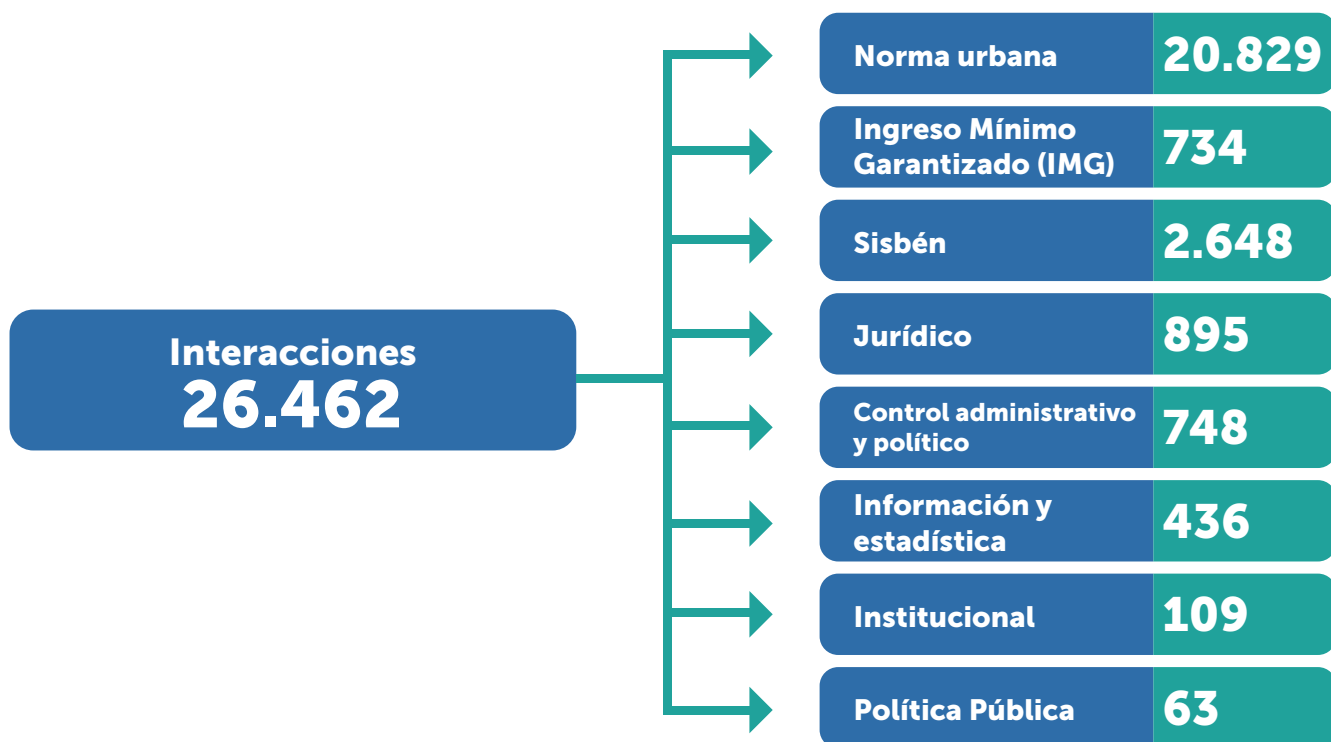 Interacciones
26.462
Norma urbana
20.829
Ingreso Mínimo
Garantizado (IMG)
734
Sisbén
2.648
Jurídico
895
Control administrativo
y político
748
Información y
estadística
436
Institucional
109
Política Pública
63